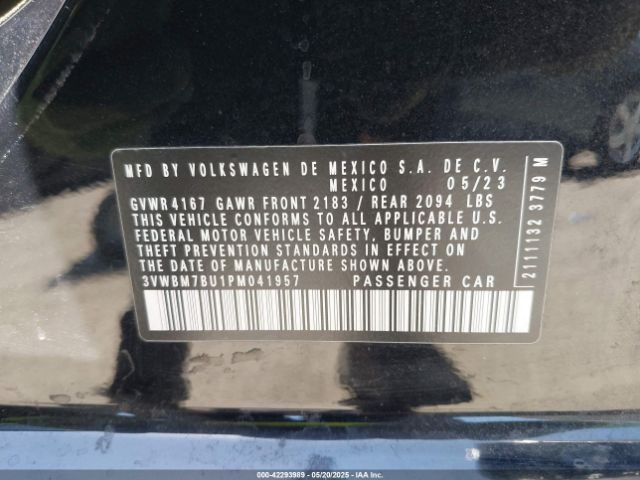 MFD BY VOLKSWAGEN DE MEXICO S.A. DE C.V.
MEXICO 05/23
GVWR 4167 GAWR FRONT 2183 / REAR 2094 LBS
THIS VEHICLE CONFORMS TO ALL APPLICABLE U.S.
FEDERAL MOTOR VEHICLE SAFETY, BUMPER AND
THEFT PREVENTION STANDARDS IN EFFECT ON
THE DATE OF MANUFACTURE SHOWN ABOVE.
3VWBM7BU1PM041957 PASSENGER CAR
2111132 3779 M
000-42293989 - 05/20/2025 - IAAI.COM